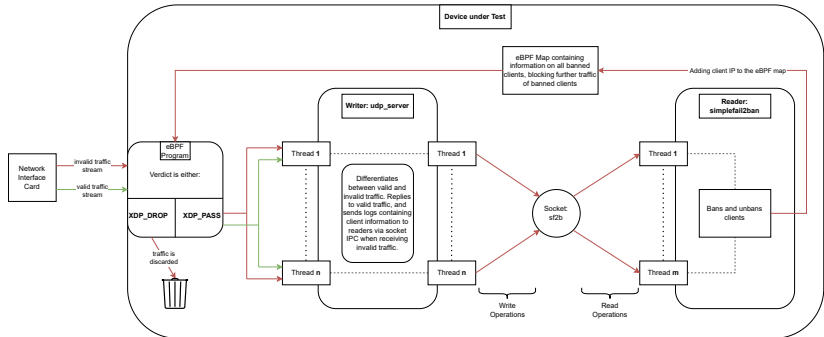 Device under Test
eBPF Map containing
information on all banned
clients, blocking further traffic
of banned clients
Adding client IP to the eBPF map
Writer: udp_server
Reader:
simplefail2ban
eBPF
Program
Verdict is either:
XDP_DROP
XDP_PASS
Network
Interface
Card
invalid traffic
stream
valid traffic
stream
traffic is
discarded
Thread 1
Thread n
Differentiates
between valid and
invalid traffic. Replies
to valid traffic, and
sends logs containing
client information to
readers via socket
IPC when receiving
invalid traffic.
Thread 1
Thread n
Socket:
sf2b
Write
Operations
Read
Operations
Thread 1
Thread m
Bans and unbans
clients